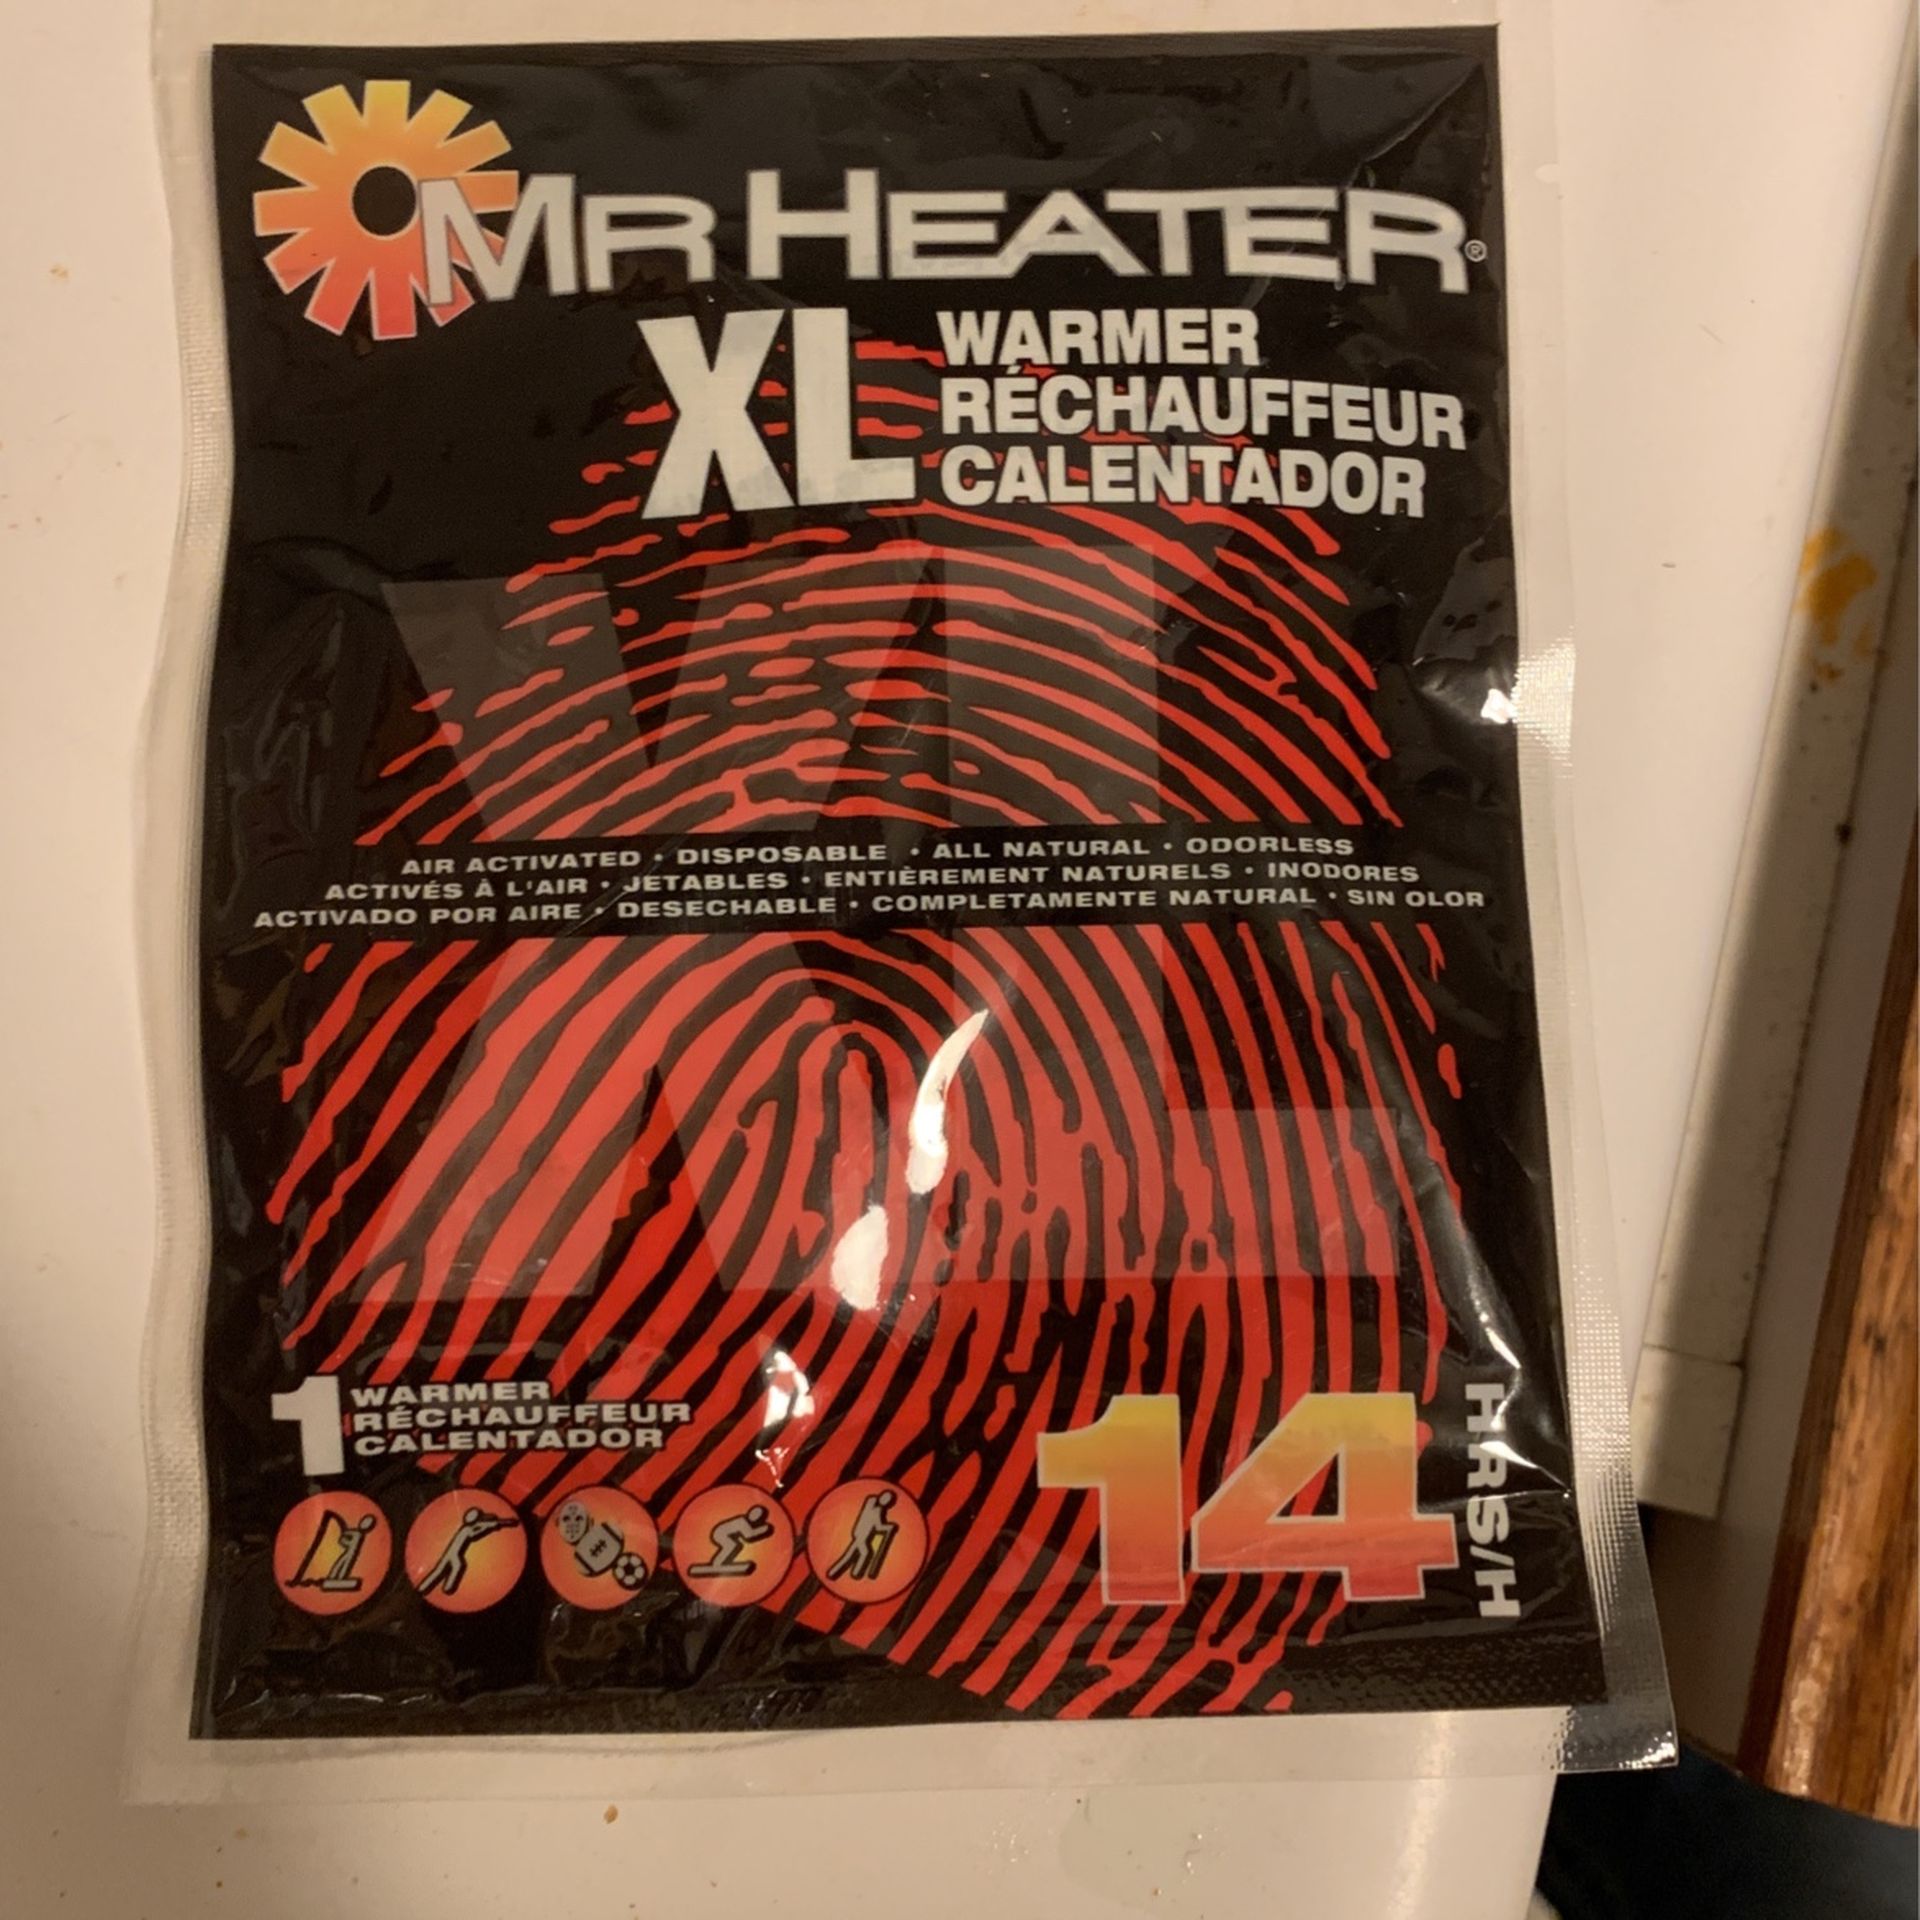 MR HEATER®
XL WARMER
RÉCHAUFFEUR
CALENTADOR
AIR ACTIVATED • DISPOSABLE • ALL NATURAL • ODORLESS
ACTIVÉS À L'AIR • JETABLES • ENTIÈREMENT NATURELS • INODORES
ACTIVADO POR AIRE • DESECHABLE • COMPLETAMENTE NATURAL • SIN OLOR
1 WARMER
RÉCHAUFFEUR
CALENTADOR
14 HRS/H